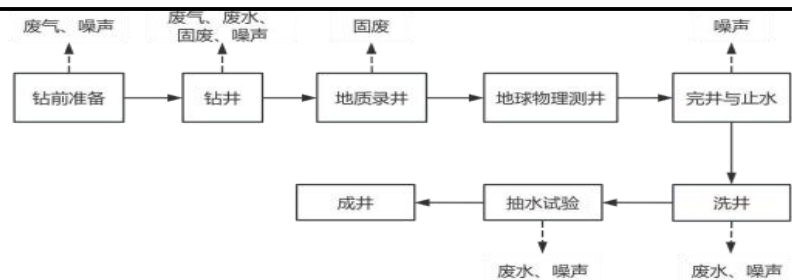 废气、噪声
废气、废水、
固废、噪声
固废
噪声
钻前准备
钻井
地质录井
地球物理测井
完井与止水
成井
抽水试验
洗井
废水、噪声
废水、噪声